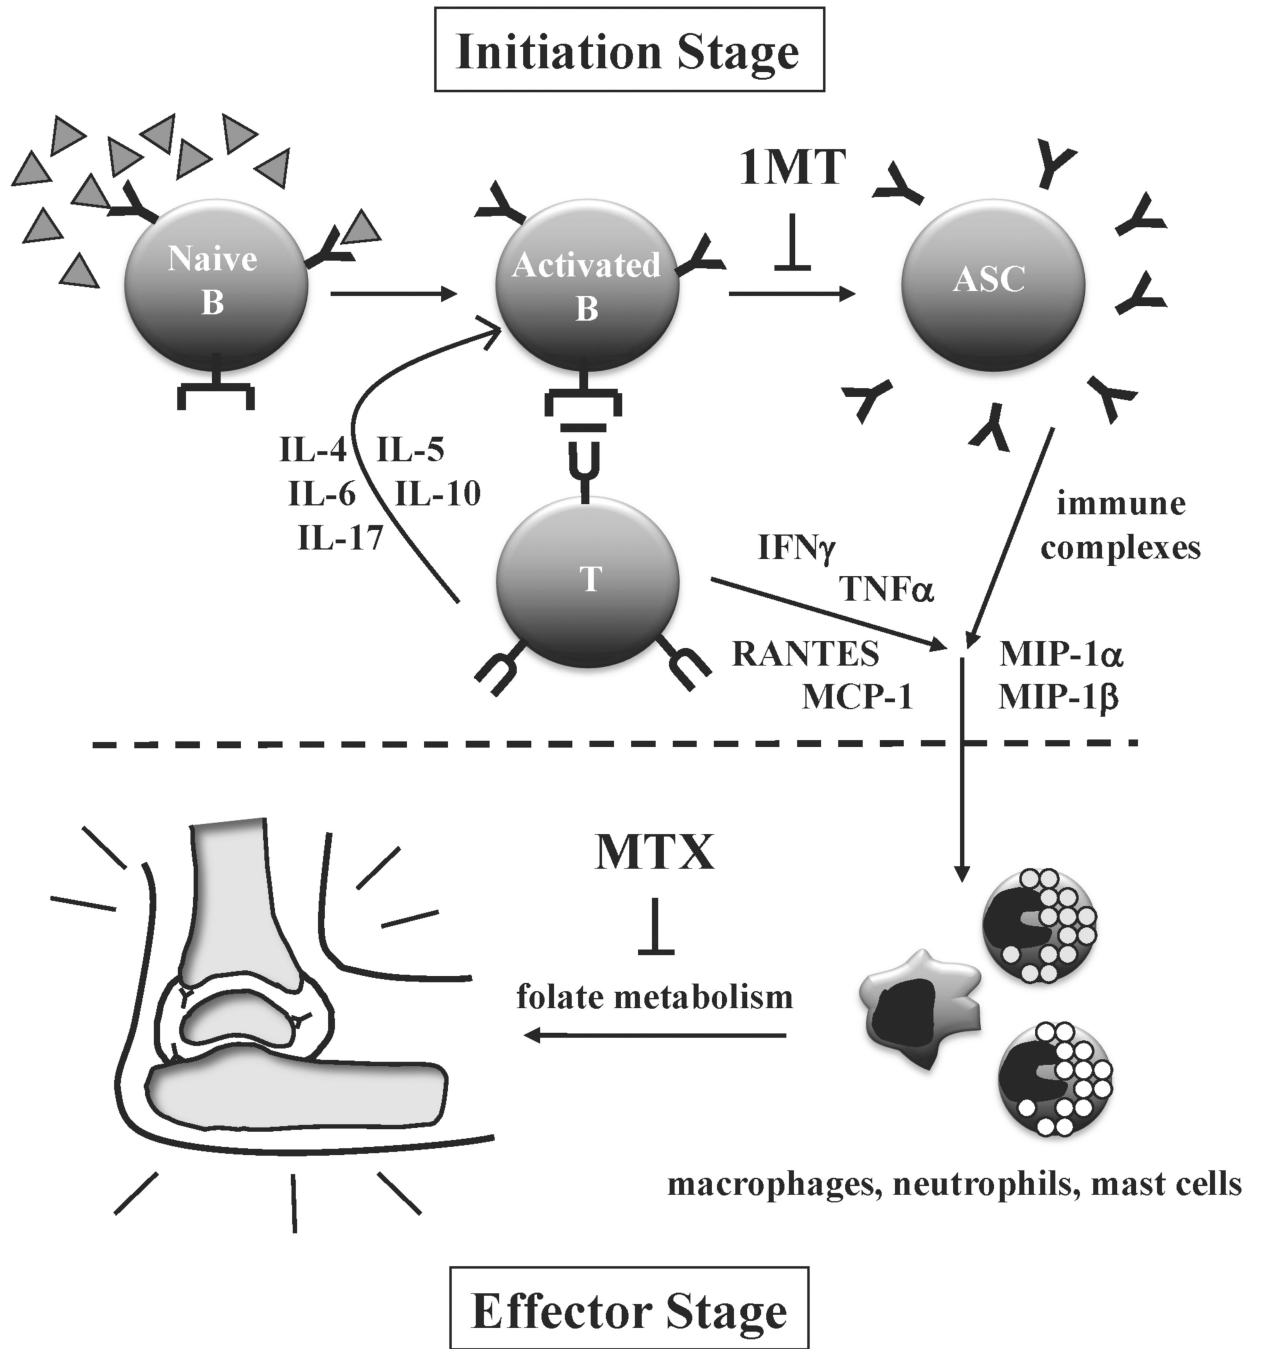 Initiation Stage
1MT
Naive
B
Activated
B
ASC
IL-4 IL-5
IL-6 IL-10
IL-17
T
immune
complexes
IFNγ
TNFα
RANTES
MCP-1
MIP-1α
MIP-1β
MTX
folate metabolism
macrophages, neutrophils, mast cells
Effector Stage